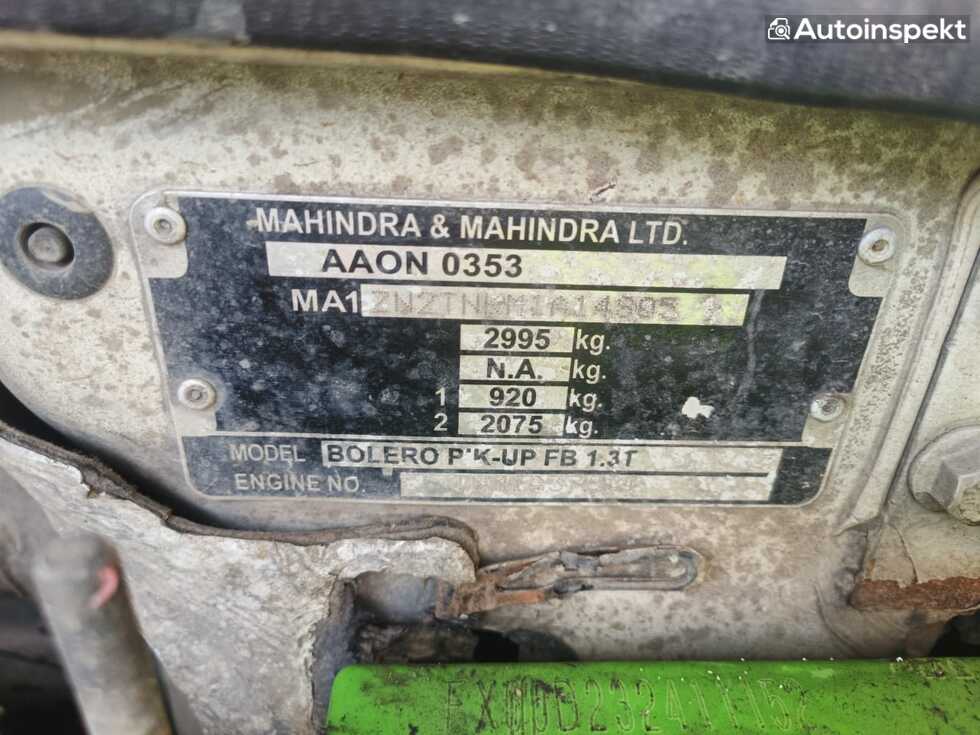 Autoinspekt
MAHINDRA & MAHINDRA LTD.
AAON 0353
MA1
2995 kg.
N.A. kg.
1 920 kg.
2 2075 kg.
MODEL BOLERO FB 1.3T
ENGINE NO.